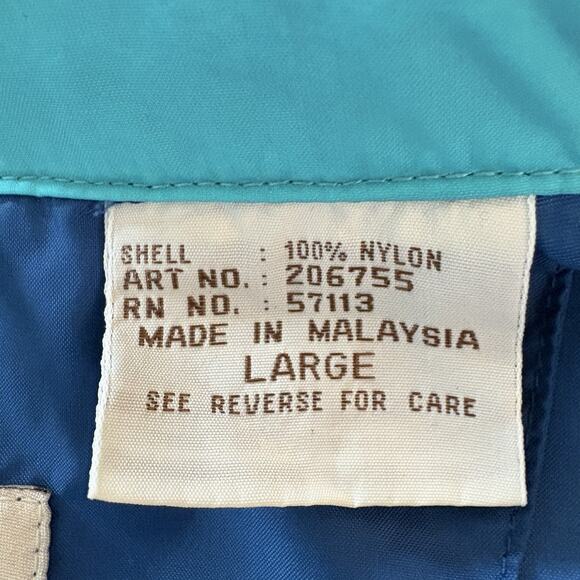 SHELL : 100% NYLON
ART NO. : 206755
RN NO. : 57113
MADE IN MALAYSIA
LARGE
SEE REVERSE FOR CARE